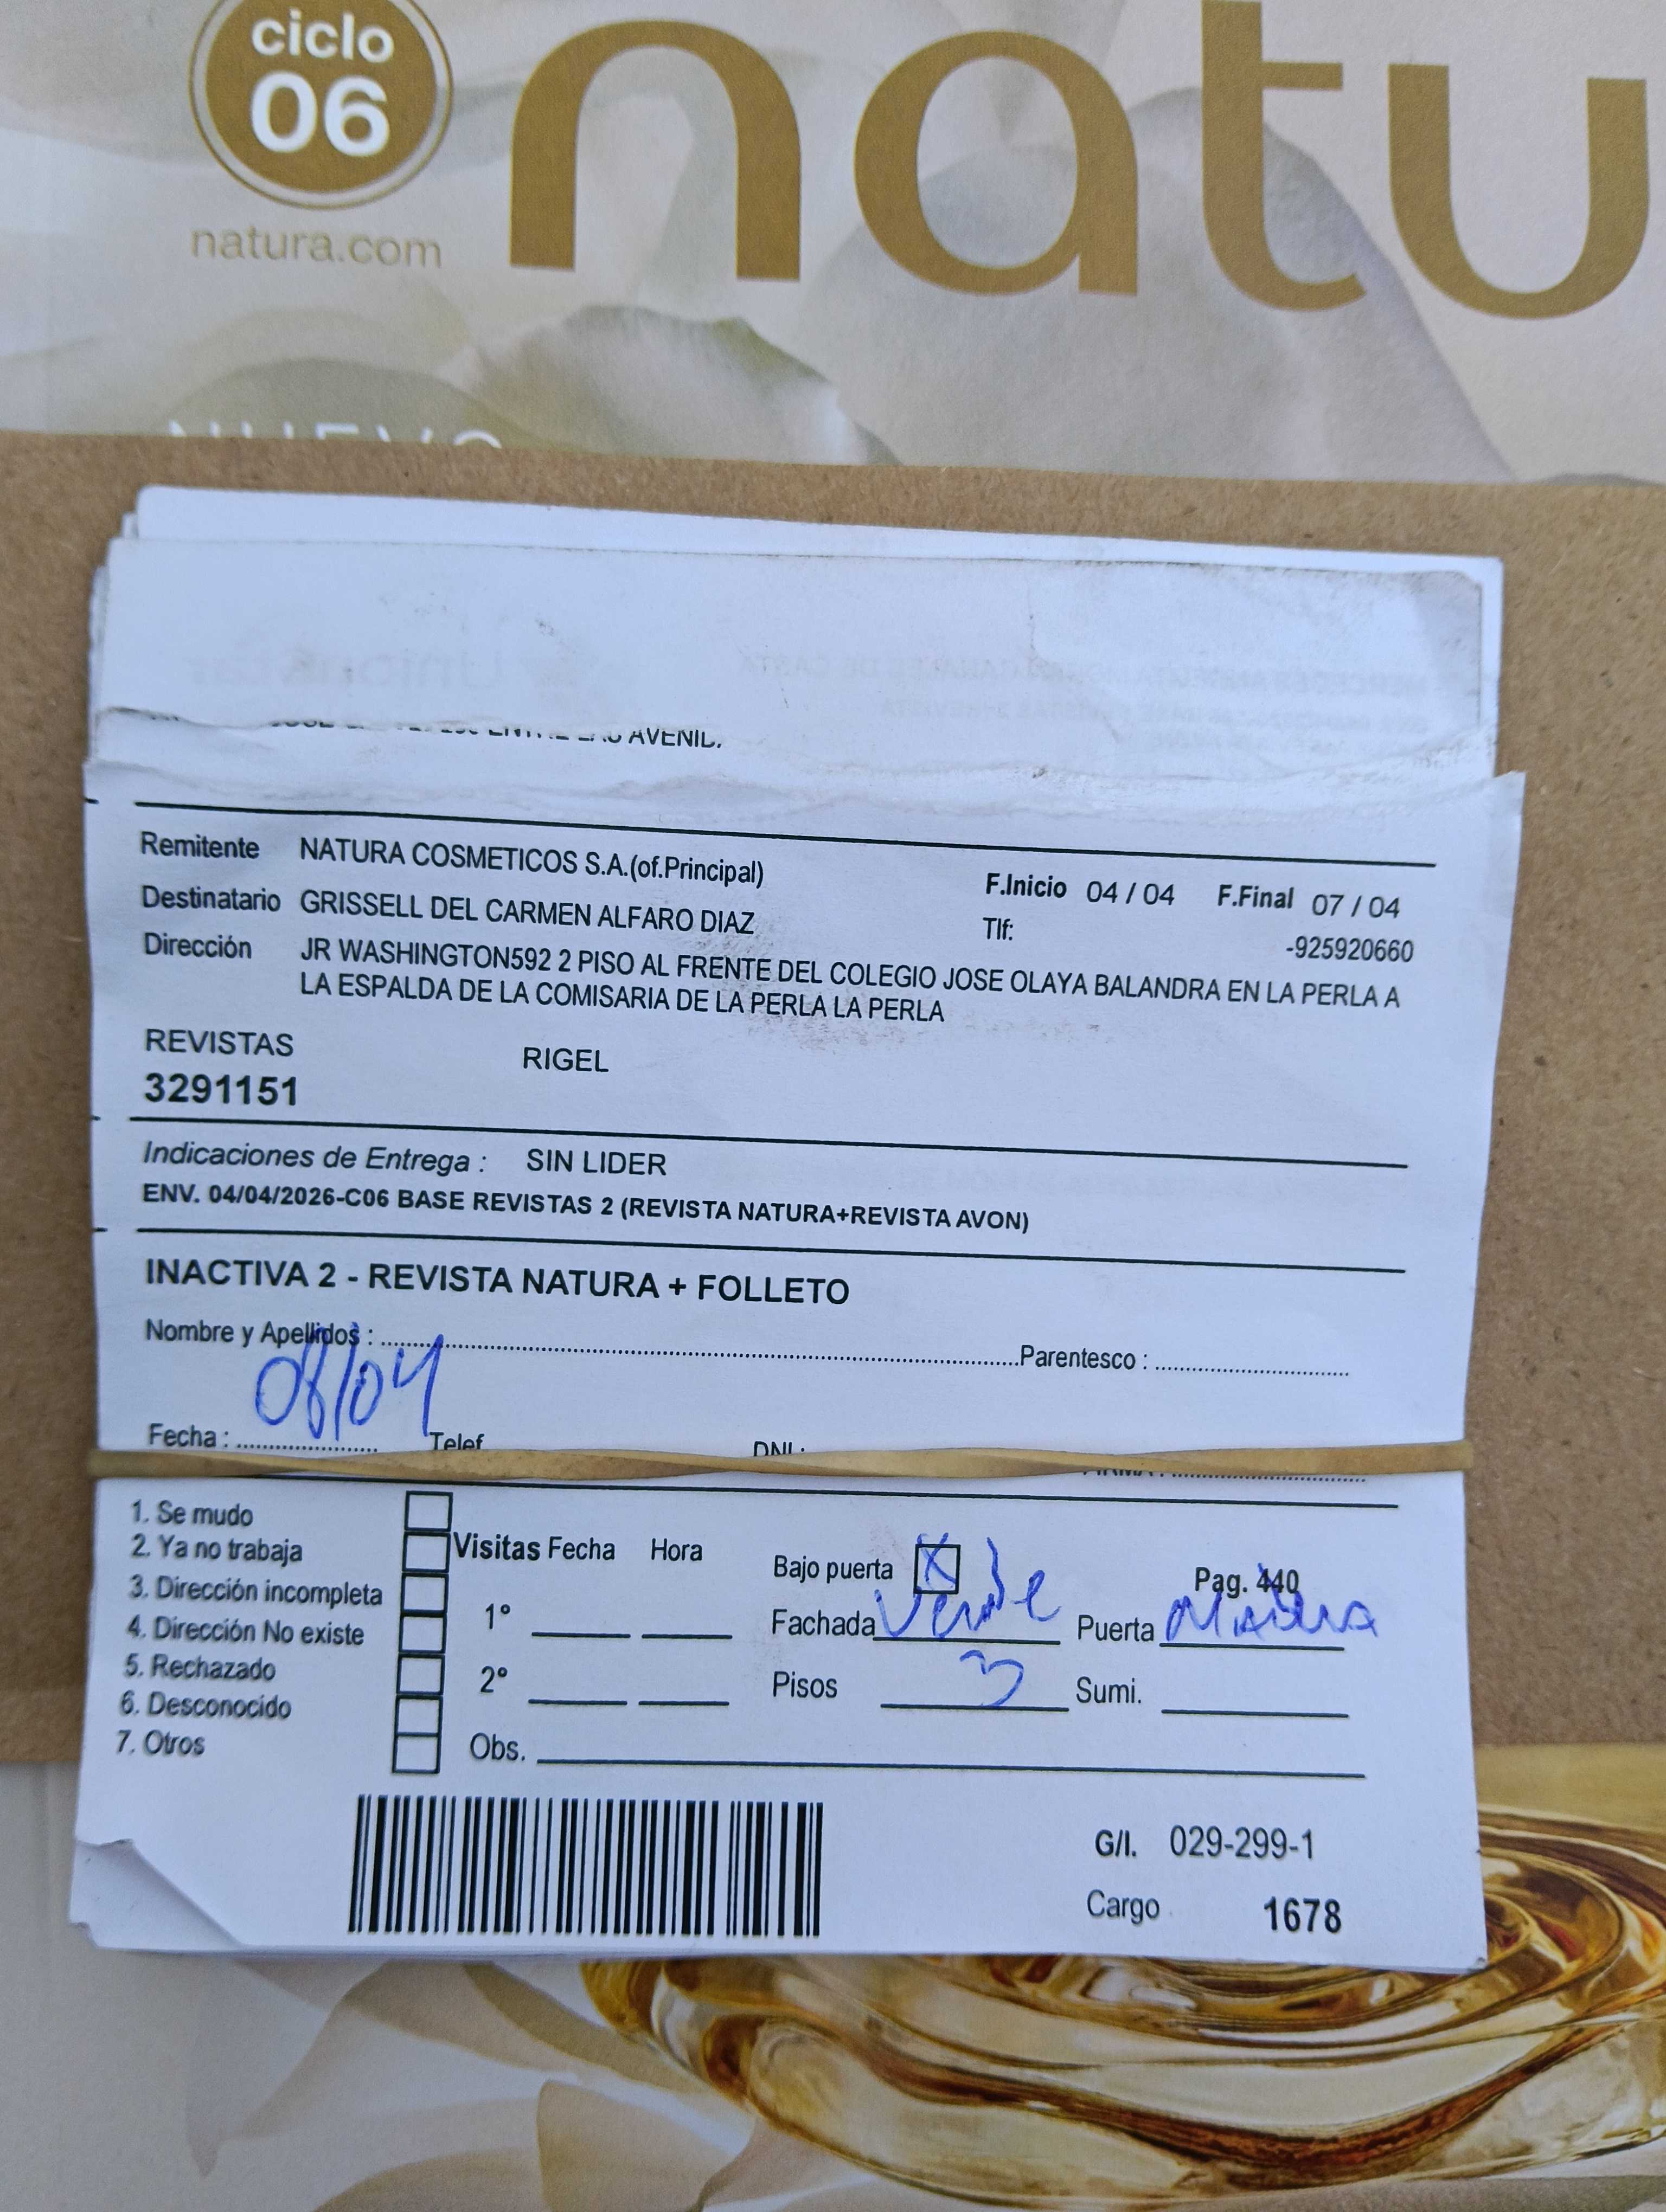 ciclo
06
natura.com
natu
NUEVO
AVENID.
Remitente NATURA COSMETICOS S.A.(of.Principal)
F.Inicio 04 / 04 F.Final 07 / 04
Destinatario GRISSELL DEL CARMEN ALFARO DIAZ
Tlf: -925920660
Dirección JR WASHINGTON592 2 PISO AL FRENTE DEL COLEGIO JOSE OLAYA BALANDRA EN LA PERLA A
LA ESPALDA DE LA COMISARIA DE LA PERLA LA PERLA
REVISTAS RIGEL
3291151
Indicaciones de Entrega : SIN LIDER
ENV. 04/04/2026-C06 BASE REVISTAS 2 (REVISTA NATURA+REVISTA AVON)
INACTIVA 2 - REVISTA NATURA + FOLLETO
Nombre y Apellidos : Parentesco :
08/04
Fecha : Telef DNI : FIRMA :
1. Se mudo
2. Ya no trabaja
3. Dirección incompleta
4. Dirección No existe
5. Rechazado
6. Desconocido
7. Otros
Visitas Fecha Hora
1°
2°
Obs.
Bajo puerta X Pag. 440
Fachada Verde Puerta Madera
Pisos 3 Sumi.
G/I. 029-299-1
Cargo 1678